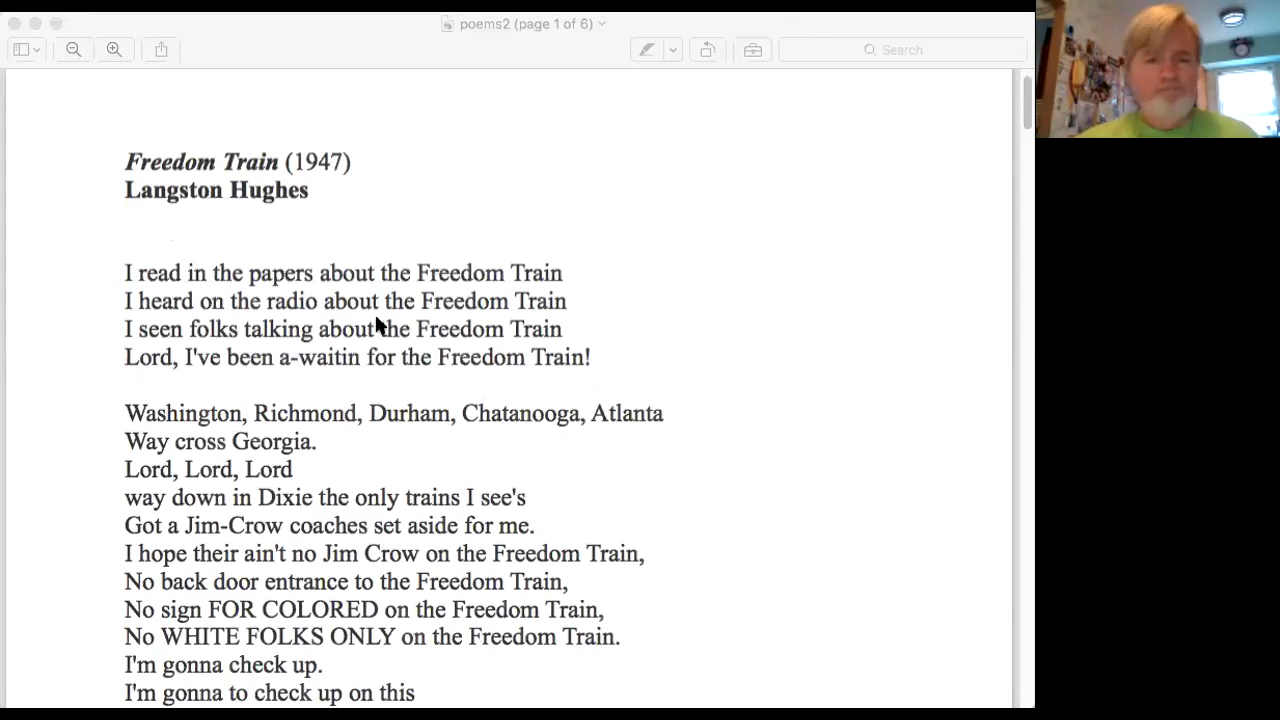 poems2 (page 1 of 6)
Search
Freedom Train (1947)
Langston Hughes
I read in the papers about the Freedom Train
I heard on the radio about the Freedom Train
I seen folks talking about the Freedom Train
Lord, I've been a-waitin for the Freedom Train!
Washington, Richmond, Durham, Chatanooga, Atlanta
Way cross Georgia.
Lord, Lord, Lord
way down in Dixie the only trains I see's
Got a Jim-Crow coaches set aside for me.
I hope their ain't no Jim Crow on the Freedom Train,
No back door entrance to the Freedom Train,
No sign FOR COLORED on the Freedom Train,
No WHITE FOLKS ONLY on the Freedom Train.
I'm gonna check up.
I'm gonna to check up on this